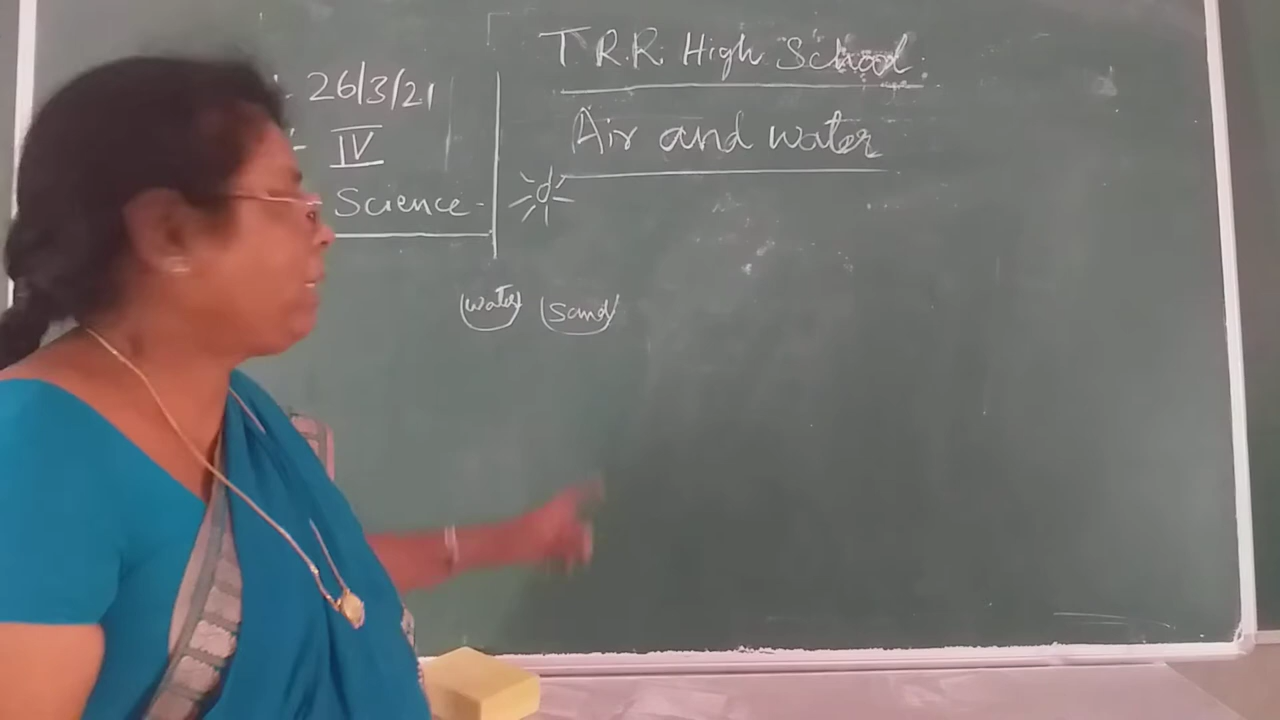 : 26/3/21
- IV
Science -
T.R.R. High School
Air and water
water
sand